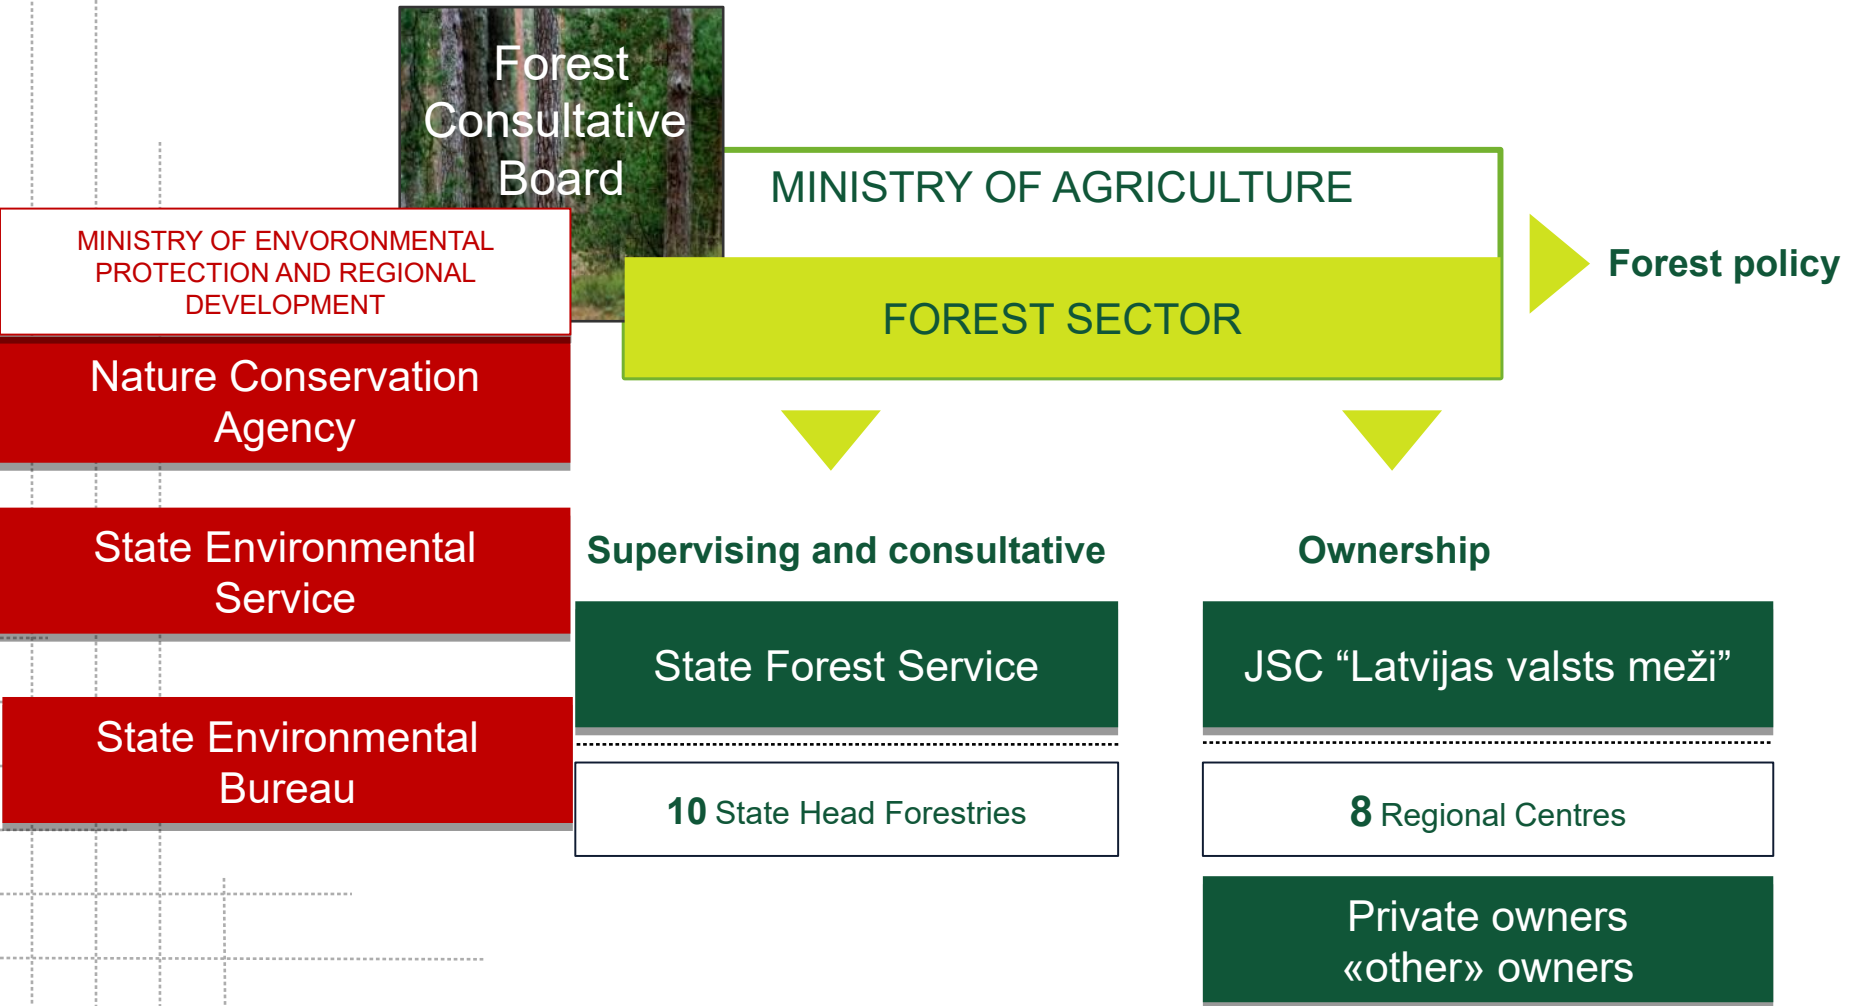 Forest
Consultative
Board
MINISTRY OF AGRICULTURE
MINISTRY OF ENVORONMENTAL
PROTECTION AND REGIONAL
DEVELOPMENT
Forest policy
FOREST SECTOR
Nature Conservation
Agency
State Environmental
Service
Supervising and consultative
Ownership
State Forest Service
JSC “Latvijas valsts meži”
State Environmental
Bureau
10 State Head Forestries
8 Regional Centres
Private owners
«other» owners